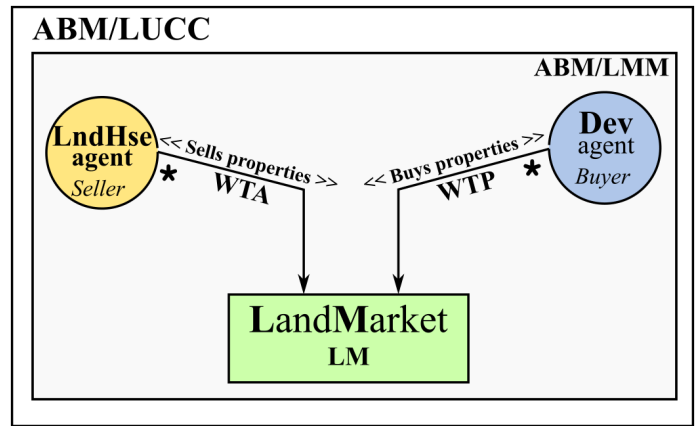 ABM/LUCC
ABM/LMM
LndHse
agent
Seller
<< Sells properties >>
WTA
*
<< Buys properties >>
WTP
*
Dev
agent
Buyer
LandMarket
LM